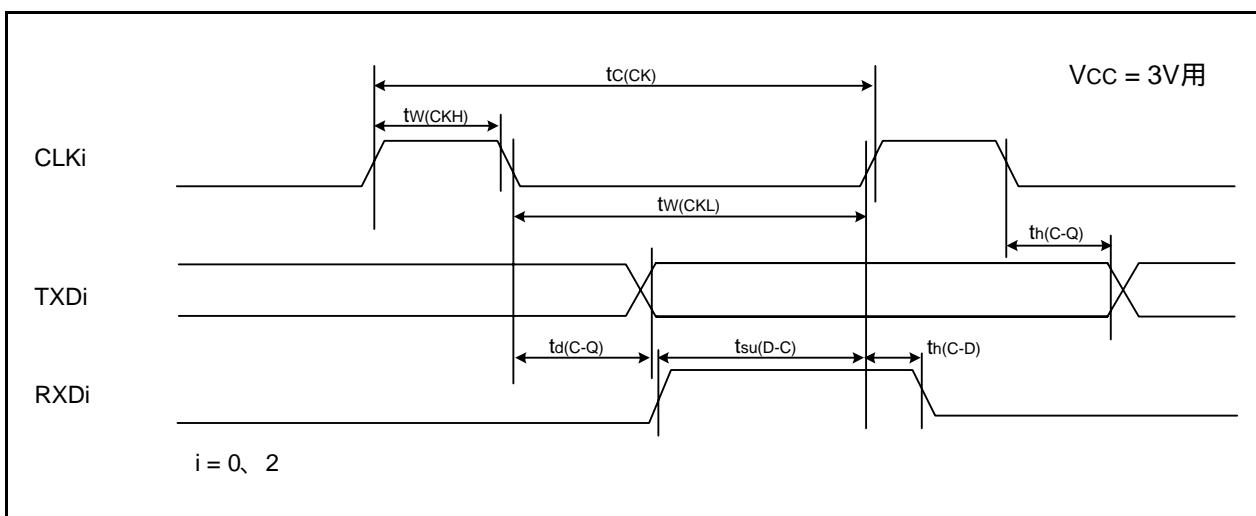 tC(CK)
VCC = 3V用
tW(CKH)
CLKi
tW(CKL)
th(C-Q)
TXDi
td(C-Q)
tsu(D-C)
th(C-D)
RXDi
i = 0、 2